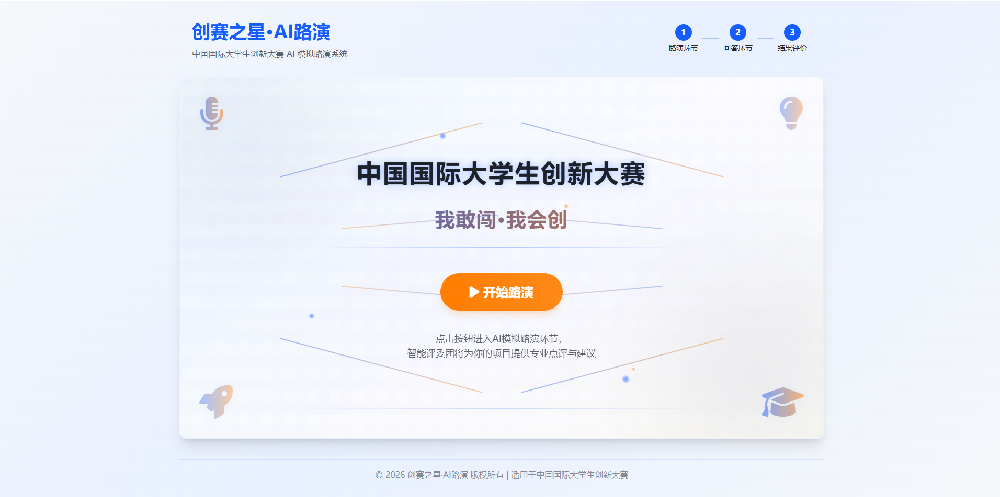 创赛之星·AI路演
中国国际大学生创新大赛 AI 模拟路演系统
1
路演环节
2
问答环节
3
结果评价
中国国际大学生创新大赛
我敢闯·我会创
开始路演
点击按钮进入AI模拟路演环节，
智能评委团将为你的项目提供专业点评与建议
© 2026 创赛之星·AI路演 版权所有 | 适用于中国国际大学生创新大赛